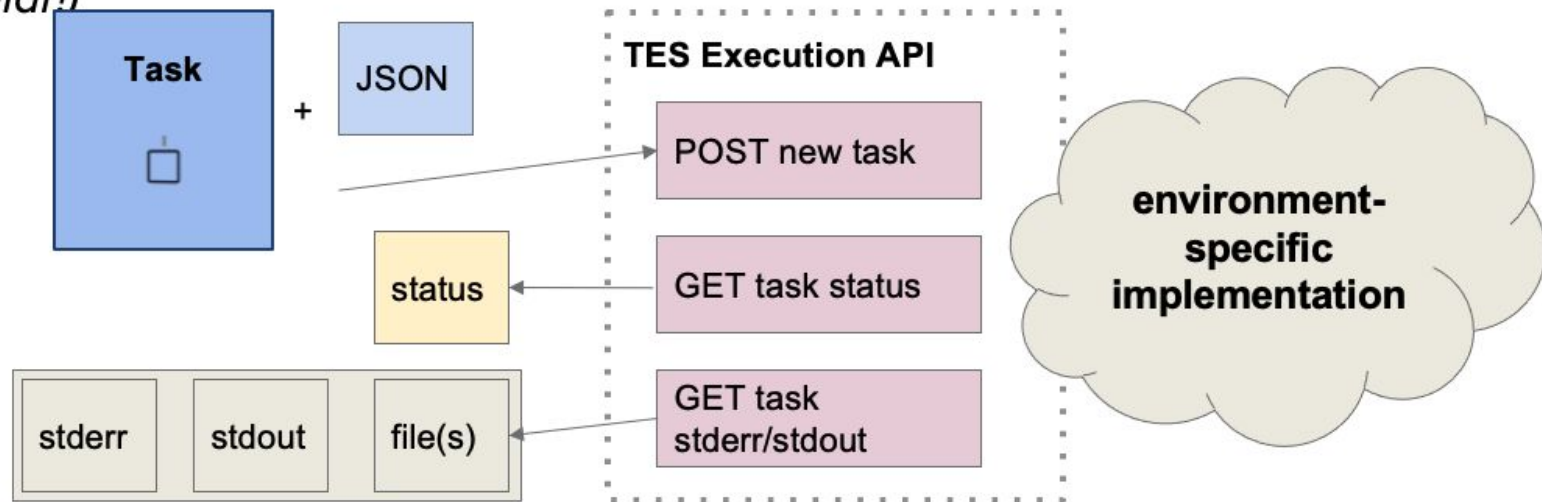 Task
+
JSON
TES Execution API
POST new task
environment-
specific
implementation
status
GET task status
stderr
stdout
file(s)
GET task
stderr/stdout